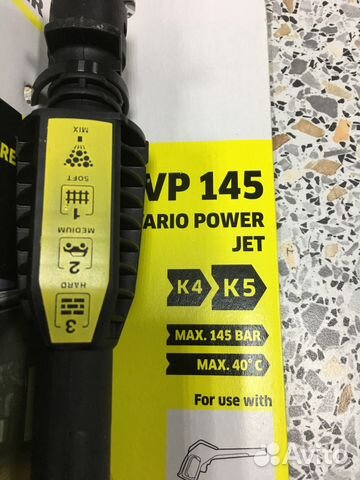 MIX
SOFT
1
MEDIUM
2
HARD
3
VP 145
ARIO POWER
JET
K4 K5
MAX. 145 BAR
MAX. 40°C
For use with
Avito